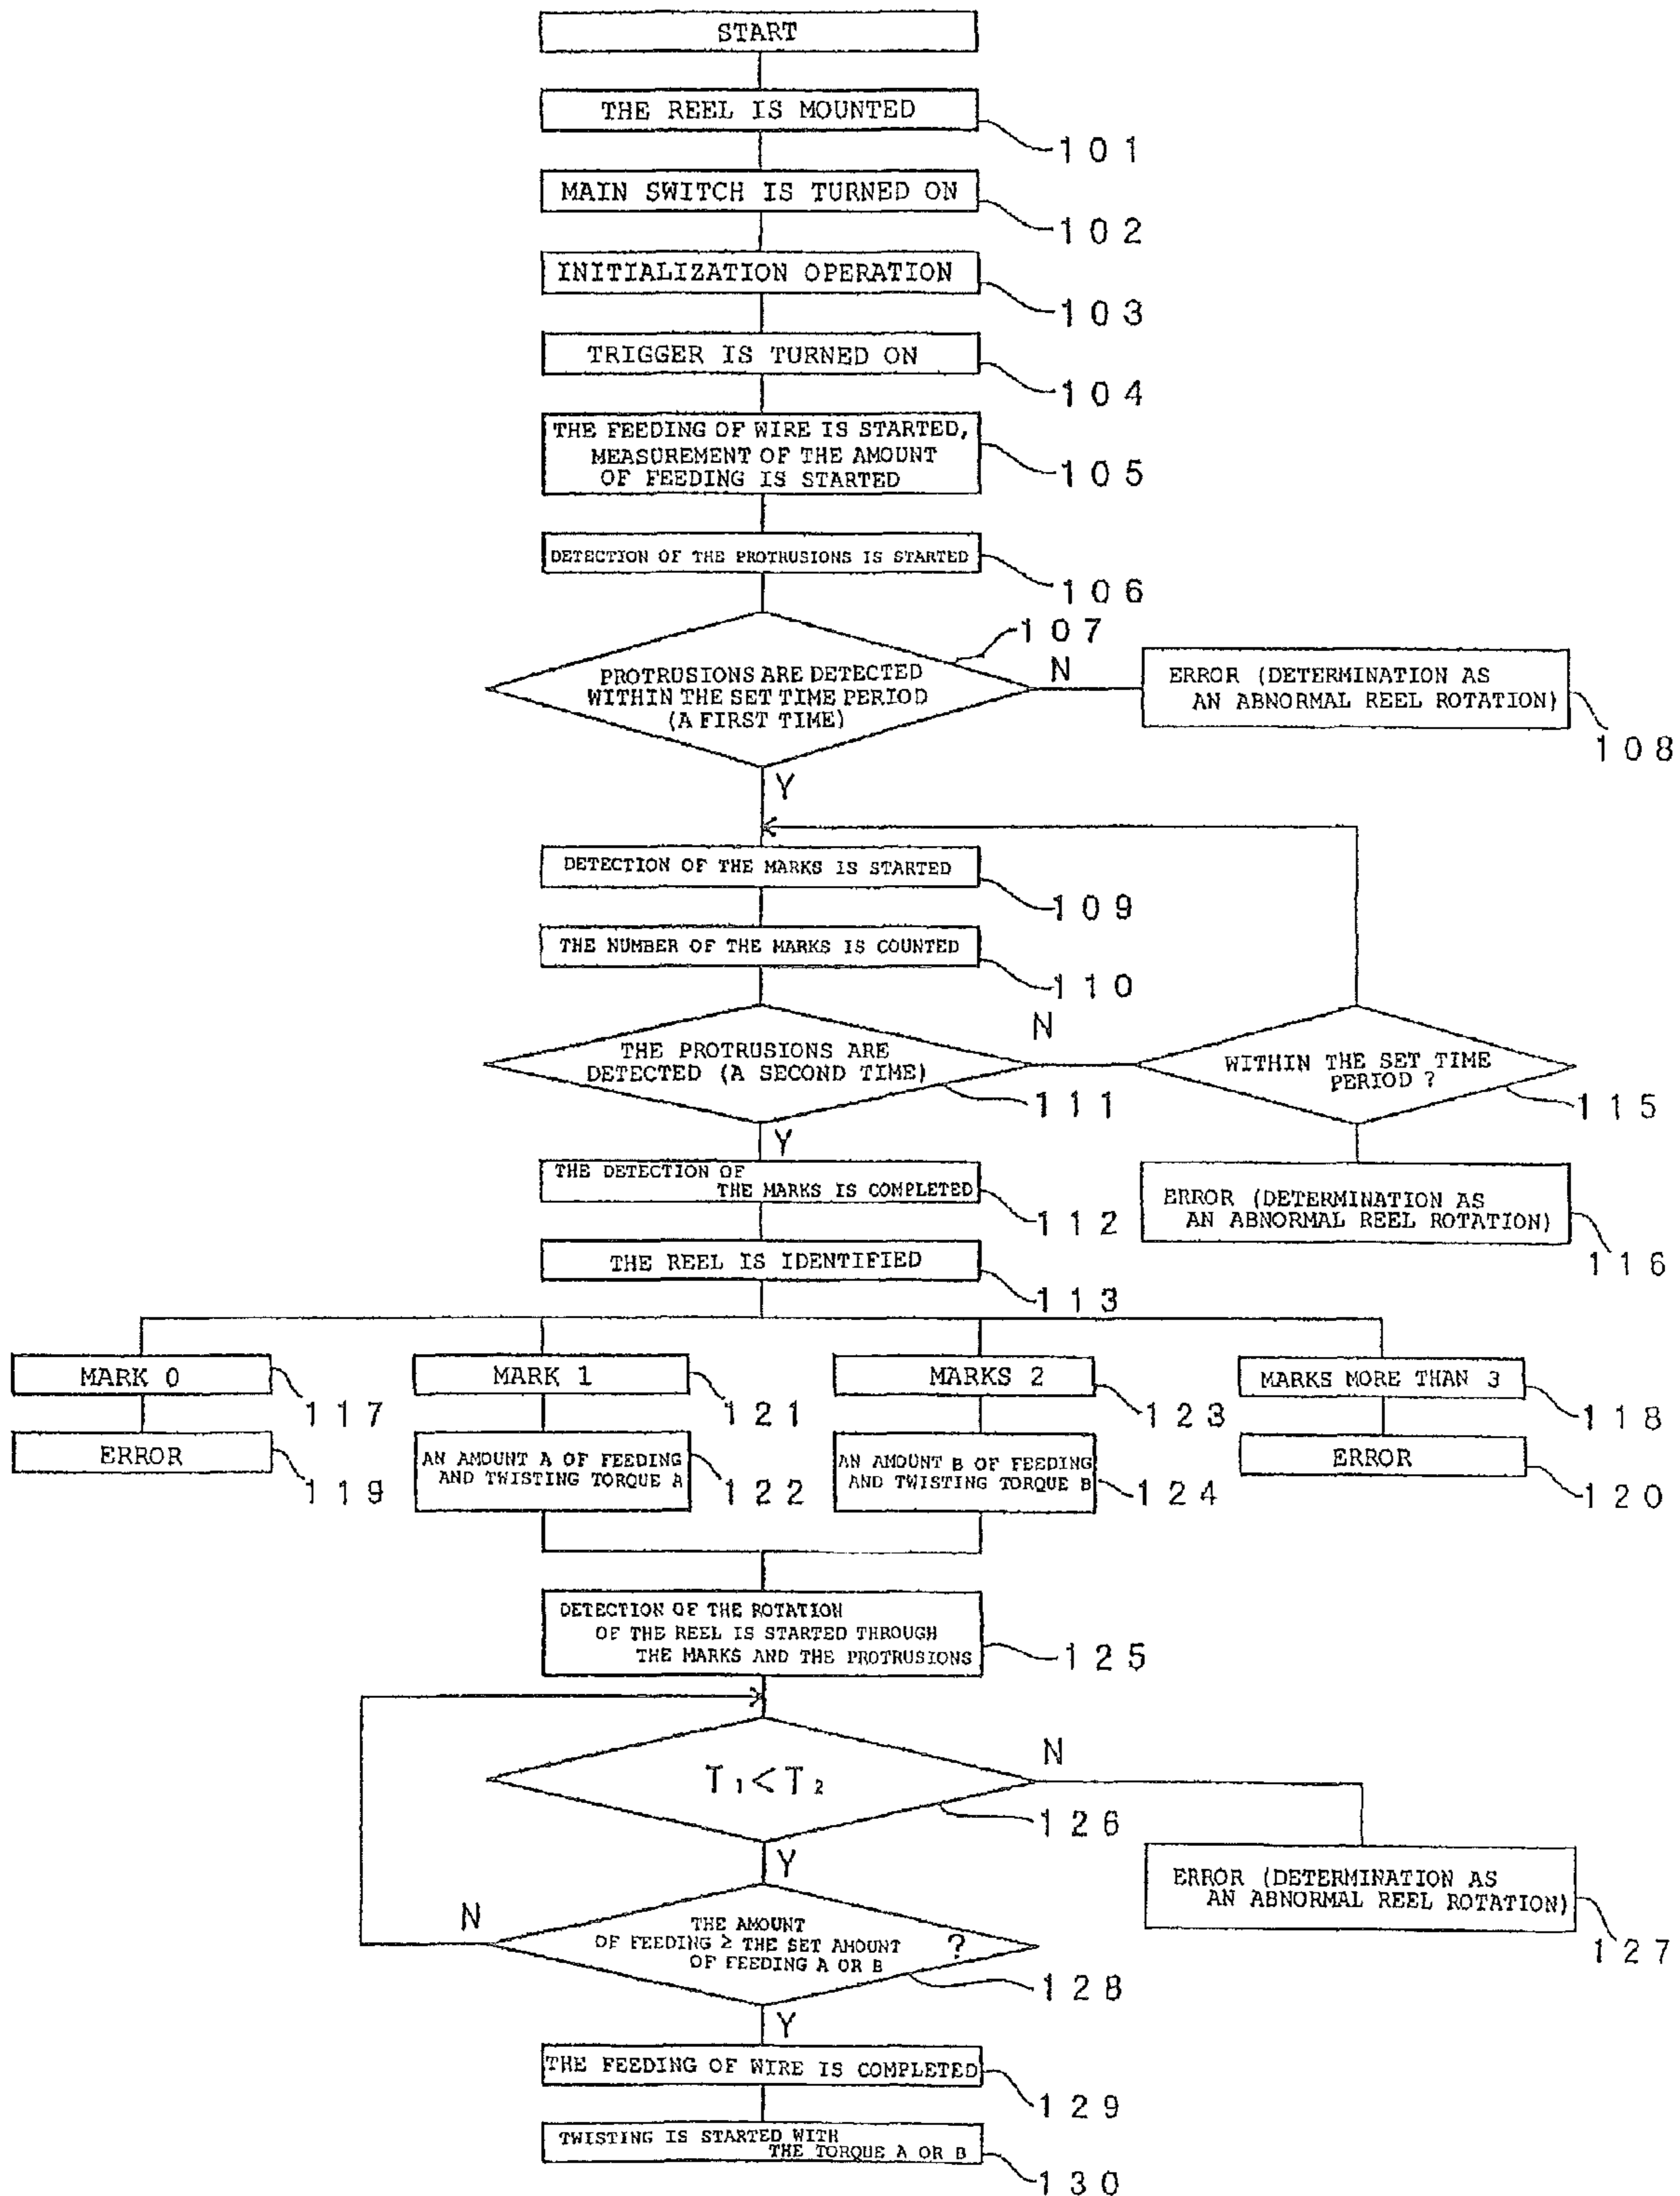 START
THE REEL IS MOUNTED
101
MAIN SWITCH IS TURNED ON
102
INITIALIZATION OPERATION
103
TRIGGER IS TURNED ON
104
THE FEEDING OF WIRE IS STARTED,
MEASUREMENT OF THE AMOUNT
OF FEEDING IS STARTED
105
DETECTION OF THE PROTRUSIONS IS STARTED
106
107
PROTRUSIONS ARE DETECTED
WITHIN THE SET TIME PERIOD
(A FIRST TIME)
N
ERROR (DETERMINATION AS
AN ABNORMAL REEL ROTATION)
108
Y
DETECTION OF THE MARKS IS STARTED
109
THE NUMBER OF THE MARKS IS COUNTED
110
THE PROTRUSIONS ARE
DETECTED (A SECOND TIME)
111
N
WITHIN THE SET TIME
PERIOD ?
115
Y
THE DETECTION OF
THE MARKS IS COMPLETED
112
ERROR (DETERMINATION AS
AN ABNORMAL REEL ROTATION)
116
THE REEL IS IDENTIFIED
113
MARK 0
117
MARK 1
121
MARKS 2
123
MARKS MORE THAN 3
118
ERROR
119
AN AMOUNT A OF FEEDING
AND TWISTING TORQUE A
122
AN AMOUNT B OF FEEDING
AND TWISTING TORQUE B
124
ERROR
120
DETECTION OF THE ROTATION
OF THE REEL IS STARTED THROUGH
THE MARKS AND THE PROTRUSIONS
125
T1<T2
N
126
Y
ERROR (DETERMINATION AS
AN ABNORMAL REEL ROTATION)
127
N
THE AMOUNT
OF FEEDING ≥ THE SET AMOUNT ?
OF FEEDING A OR B
128
Y
THE FEEDING OF WIRE IS COMPLETED
129
TWISTING IS STARTED WITH
THE TORQUE A OR B
130